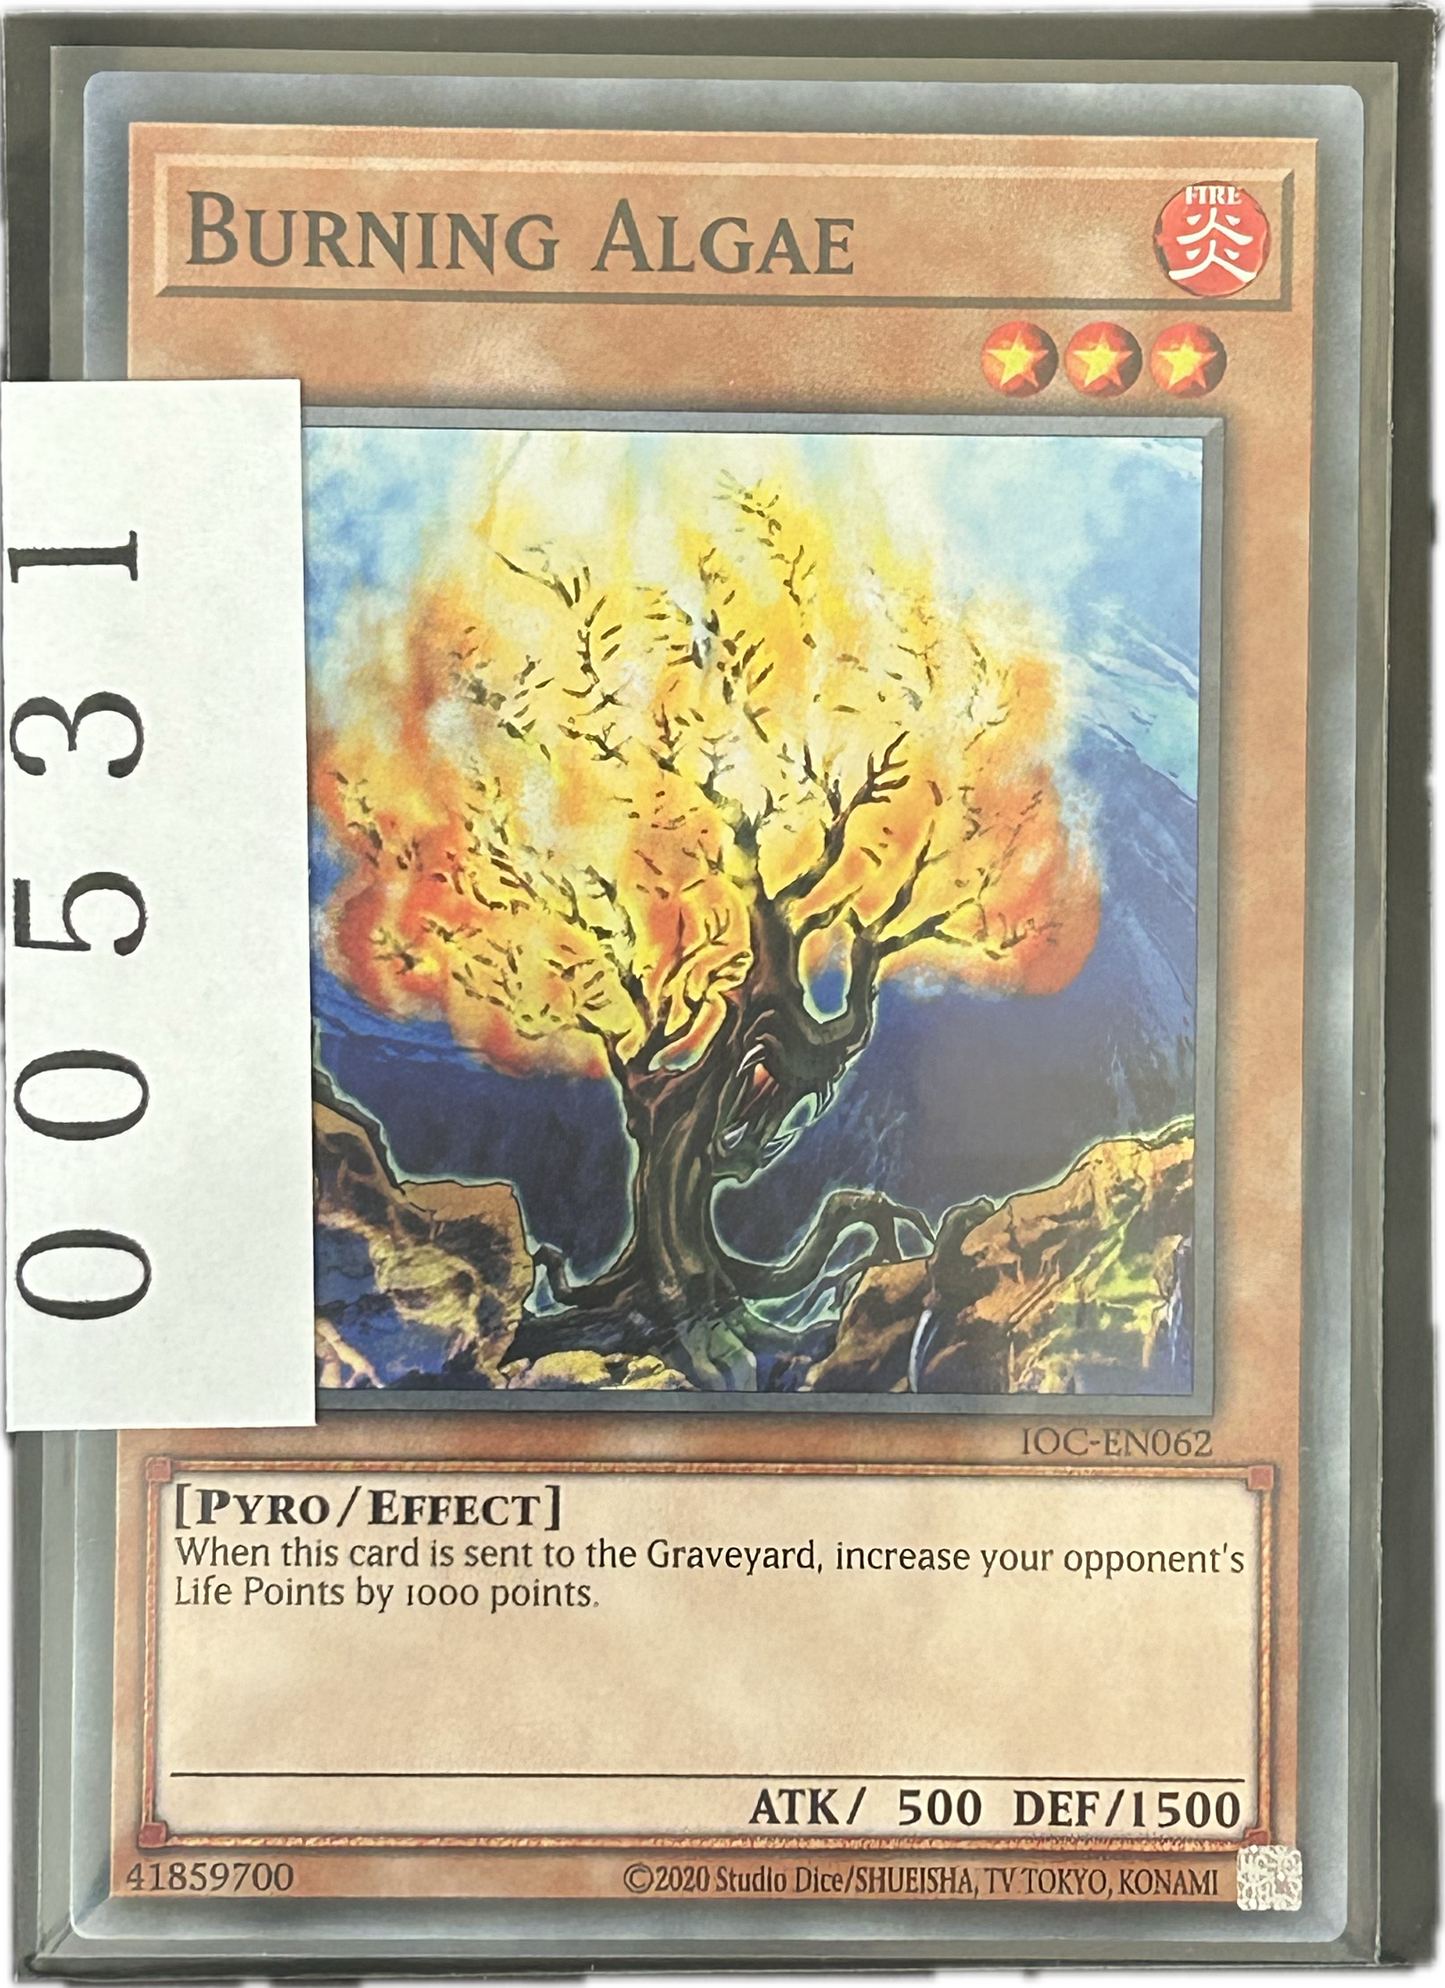 BURNING ALGAE
FIRE
炎
00531
IOC-EN062
[PYRO/EFFECT]
When this card is sent to the Graveyard, increase your opponent's
Life Points by 1000 points.
ATK/ 500 DEF/1500
41859700
©2020 Studio Dice/SHUEISHA, TV TOKYO, KONAMI